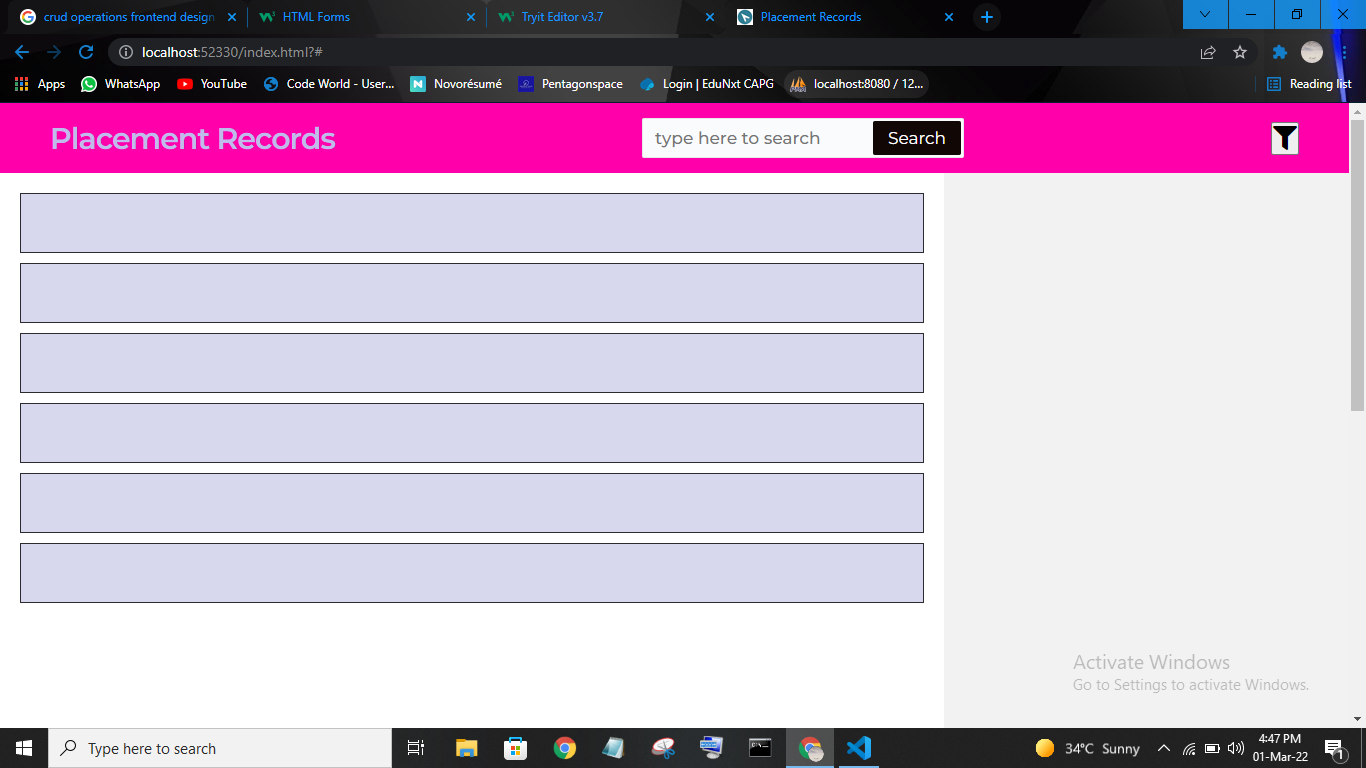 crud operations frontend design
HTML Forms
Tryit Editor v3.7
Placement Records
localhost:52330/index.html?#
Apps
WhatsApp
YouTube
Code World - User...
Novorésumé
Pentagonspace
Login | EduNxt CAPG
localhost:8080 / 12...
Reading list
Placement Records
type here to search
Search
Activate Windows
Go to Settings to activate Windows.
Type here to search
34°C Sunny
4:47 PM
01-Mar-22
1